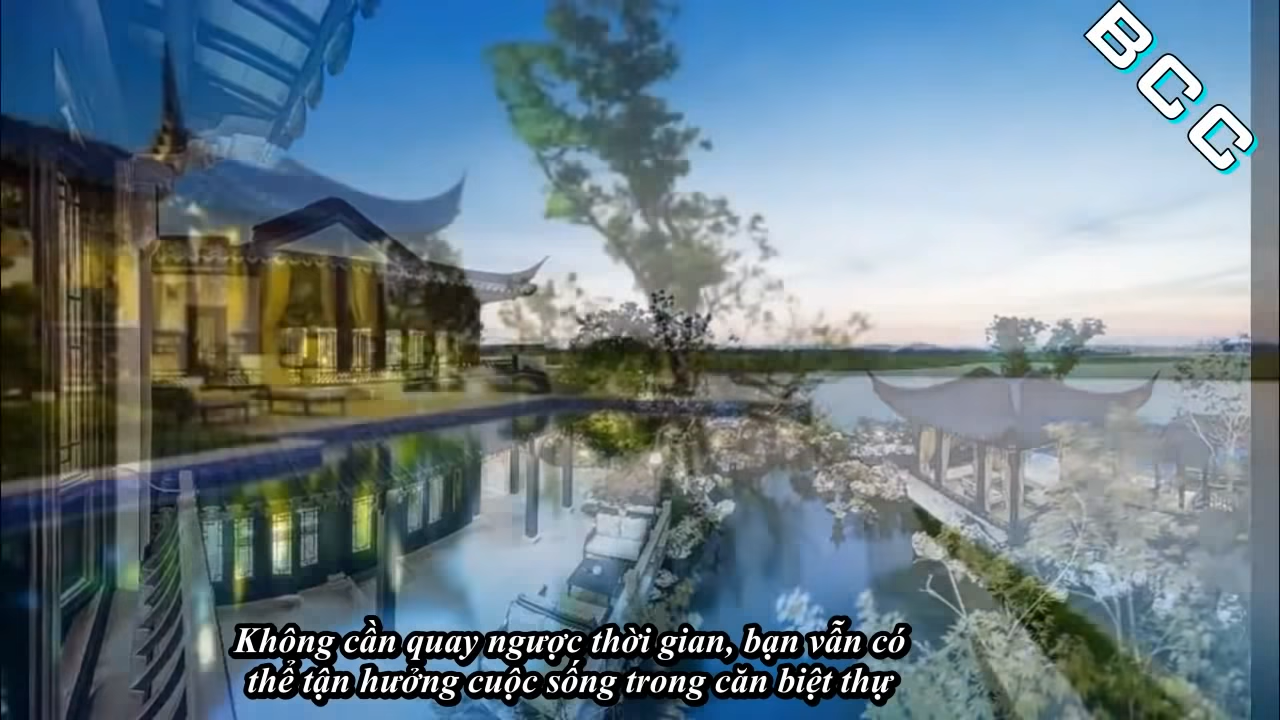 BCC
Không cần quay ngược thời gian, bạn vẫn có
thể tận hưởng cuộc sống trong căn biệt thự